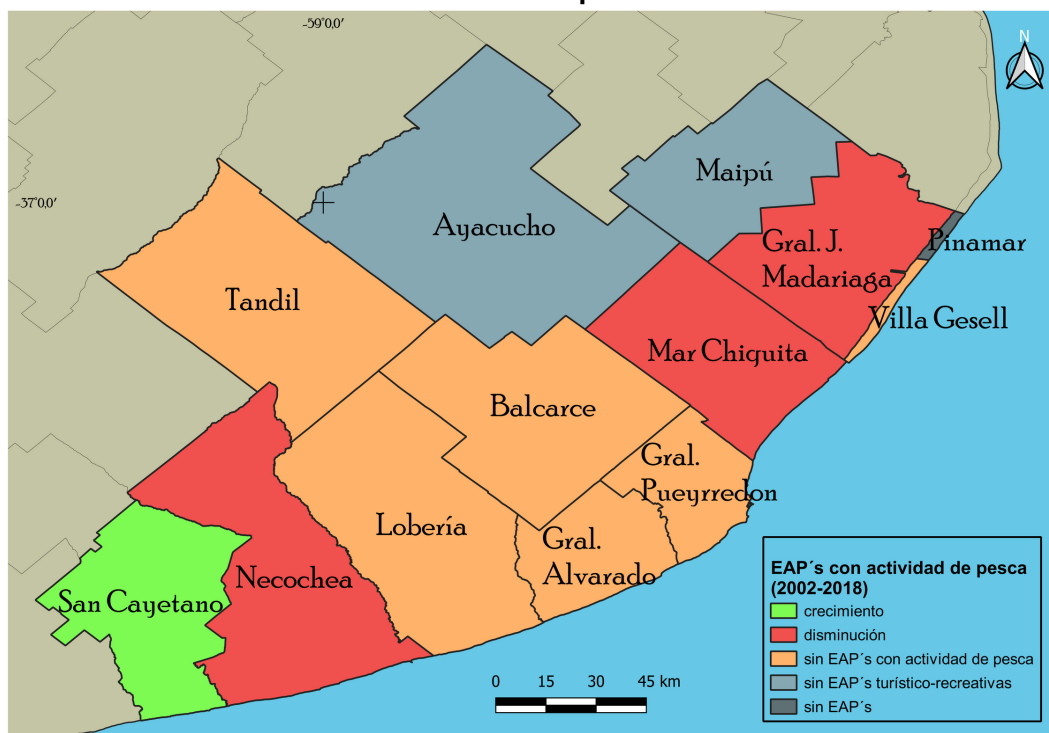 -59°0,0'
N
-37°0,0'
Maipú
Ayacucho
Gral. J.
Madariaga
Pinamar
Villa Gesell
Tandil
Mar Chiquita
Balcarce
Gral.
Pueyrredon
Lobería
Gral.
Alvarado
Necochea
San Cayetano
EAP´s con actividad de pesca
(2002-2018)
crecimiento
disminución
sin EAP´s con actividad de pesca
sin EAP´s turístico-recreativas
sin EAP´s
0 15 30 45 km